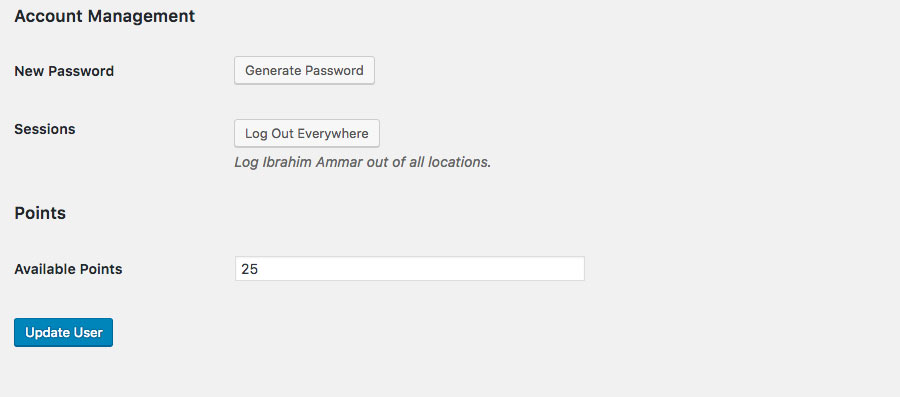 Account Management
New Password
Generate Password
Sessions
Log Out Everywhere
Log Ibrahim Ammar out of all locations.
Points
Available Points
25
Update User